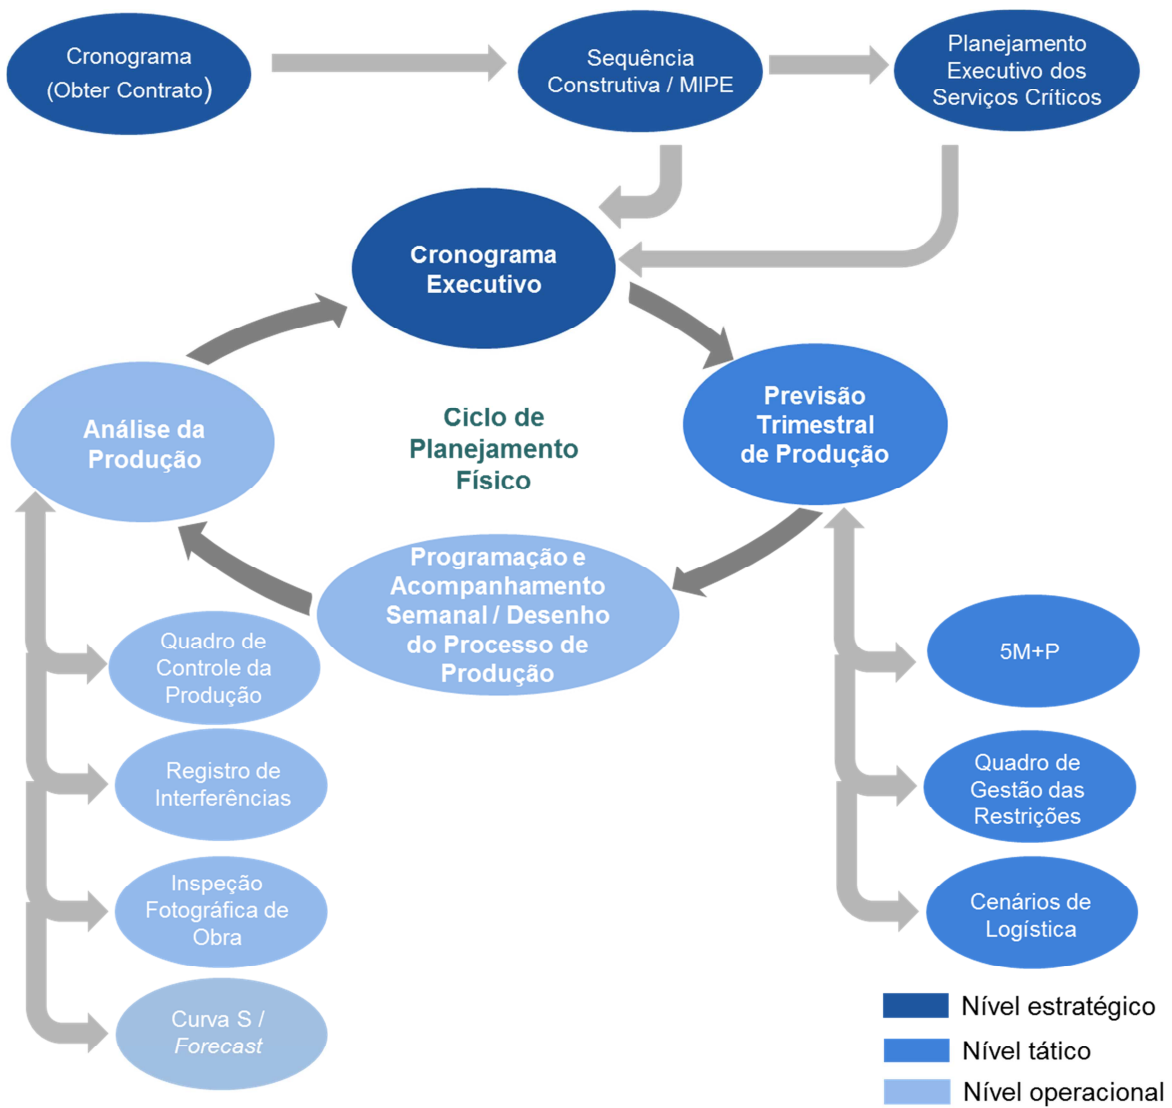 Cronograma
(Obter Contrato)
Sequência
Construtiva / MIPE
Planejamento
Executivo dos
Serviços Críticos
Cronograma
Executivo
Previsão
Trimestral
de Produção
Análise da
Produção
Ciclo de
Planejamento
Físico
Programação e
Acompanhamento
Semanal / Desenho
do Processo de
Produção
Quadro de
Controle da
Produção
Registro de
Interferências
Inspeção
Fotográfica de
Obra
Curva S /
Forecast
5M+P
Quadro de
Gestão das
Restrições
Cenários de
Logística
Nível estratégico
Nível tático
Nível operacional